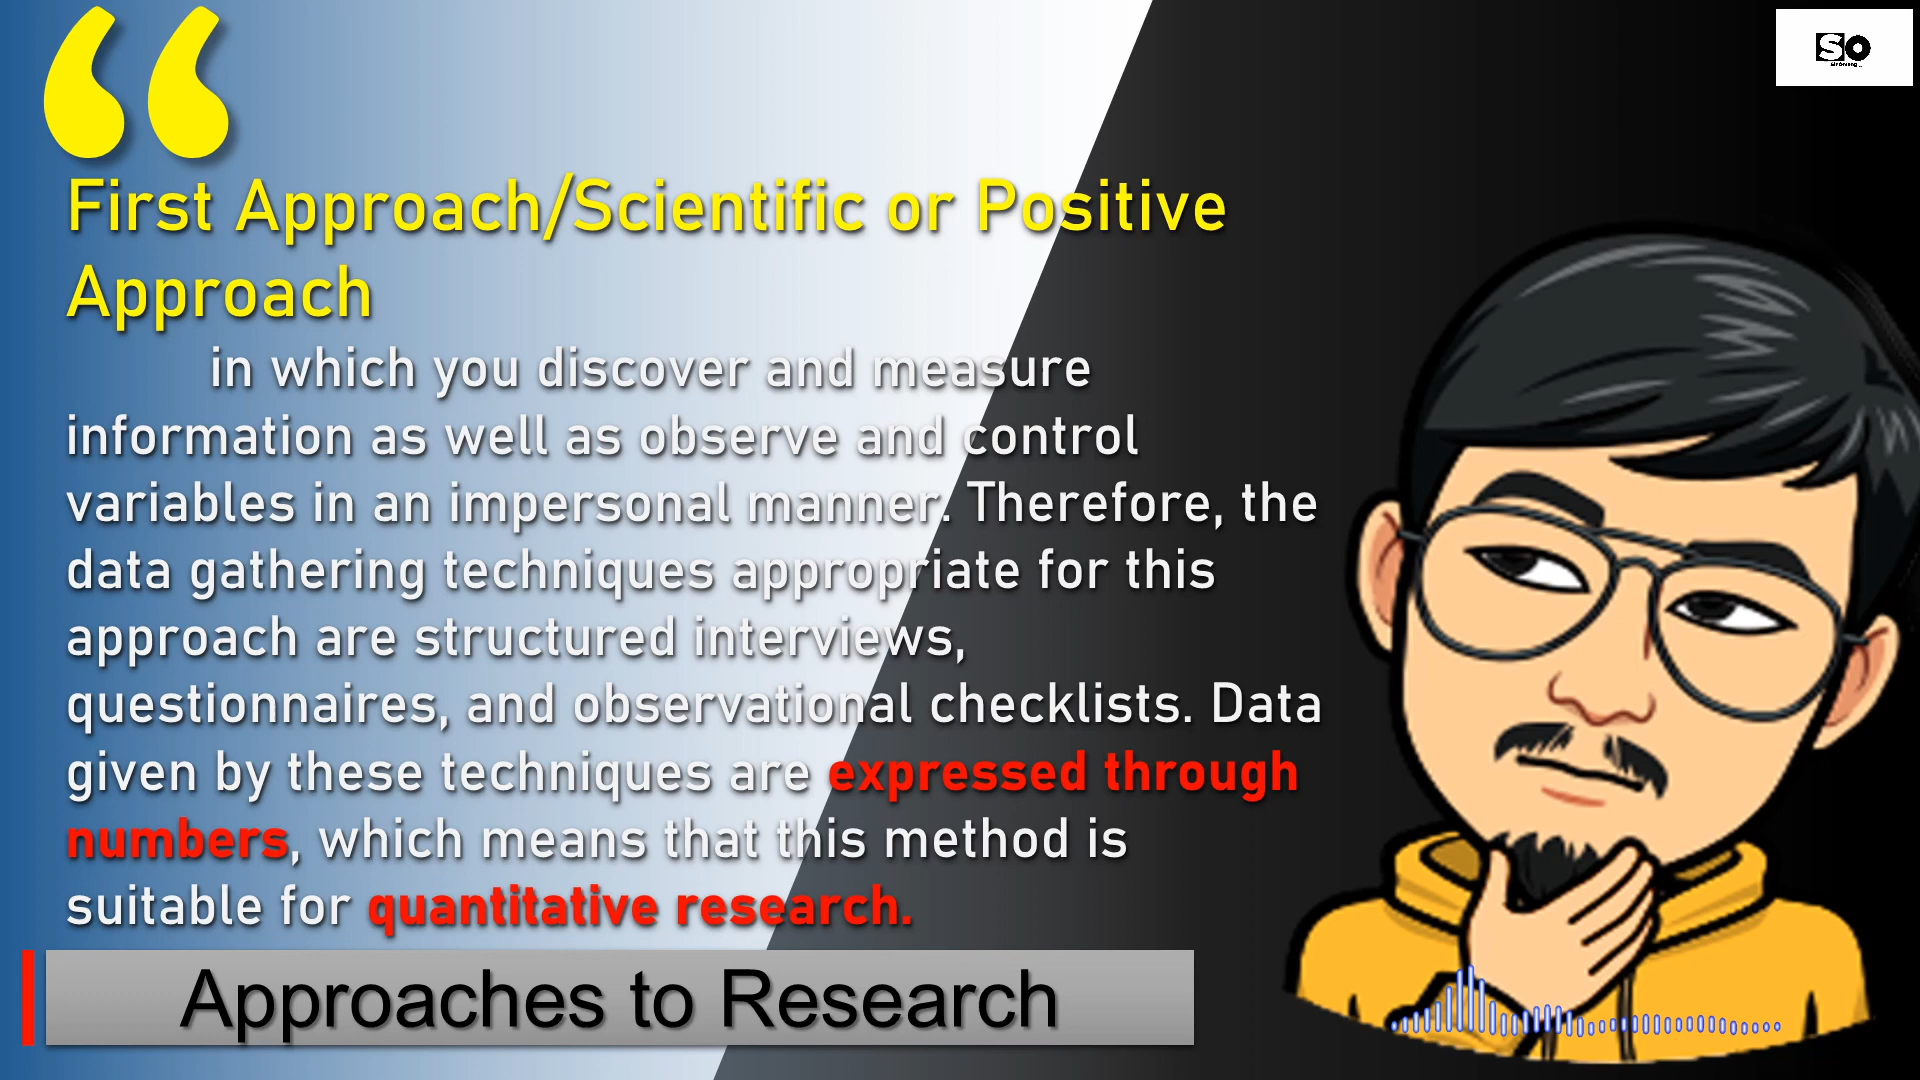 “
SO
First Approach/Scientific or Positive
Approach
in which you discover and measure
information as well as observe and control
variables in an impersonal manner. Therefore, the
data gathering techniques appropriate for this
approach are structured interviews,
questionnaires, and observational checklists. Data
given by these techniques are expressed through
numbers, which means that this method is
suitable for quantitative research.
Approaches to Research